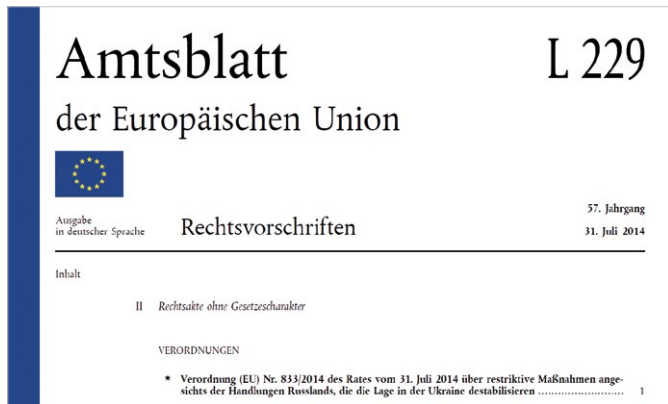 Amtsblatt
L 229
der Europäischen Union
Ausgabe
in deutscher Sprache
Rechtsvorschriften
57. Jahrgang
31. Juli 2014
Inhalt
II Rechtsakte ohne Gesetzescharakter
VERORDNUNGEN
★ Verordnung (EU) Nr. 833/2014 des Rates vom 31. Juli 2014 über restriktive Maßnahmen ange-
sichts der Handlungen Russlands, die die Lage in der Ukraine destabilisieren ........................ 1